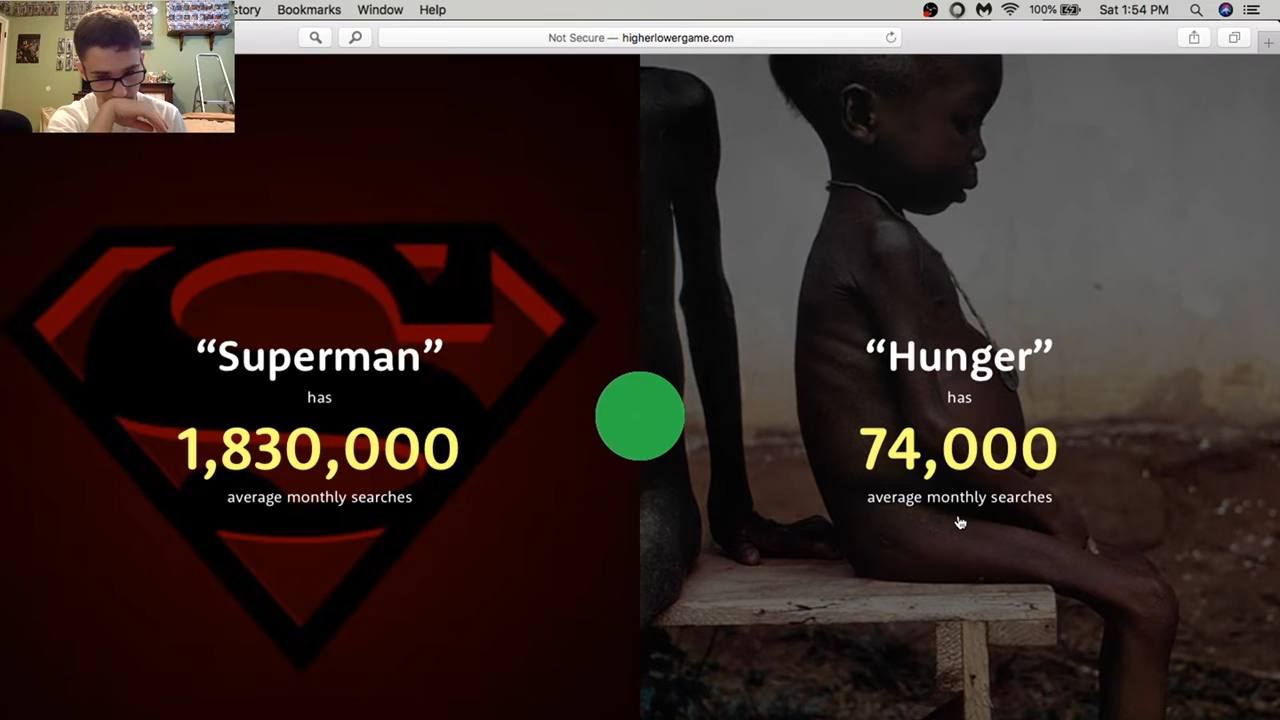 story Bookmarks Window Help
100% Sat 1:54 PM
Not Secure — higherlowergame.com
“Superman”
has
1,830,000
average monthly searches
“Hunger”
has
74,000
average monthly searches